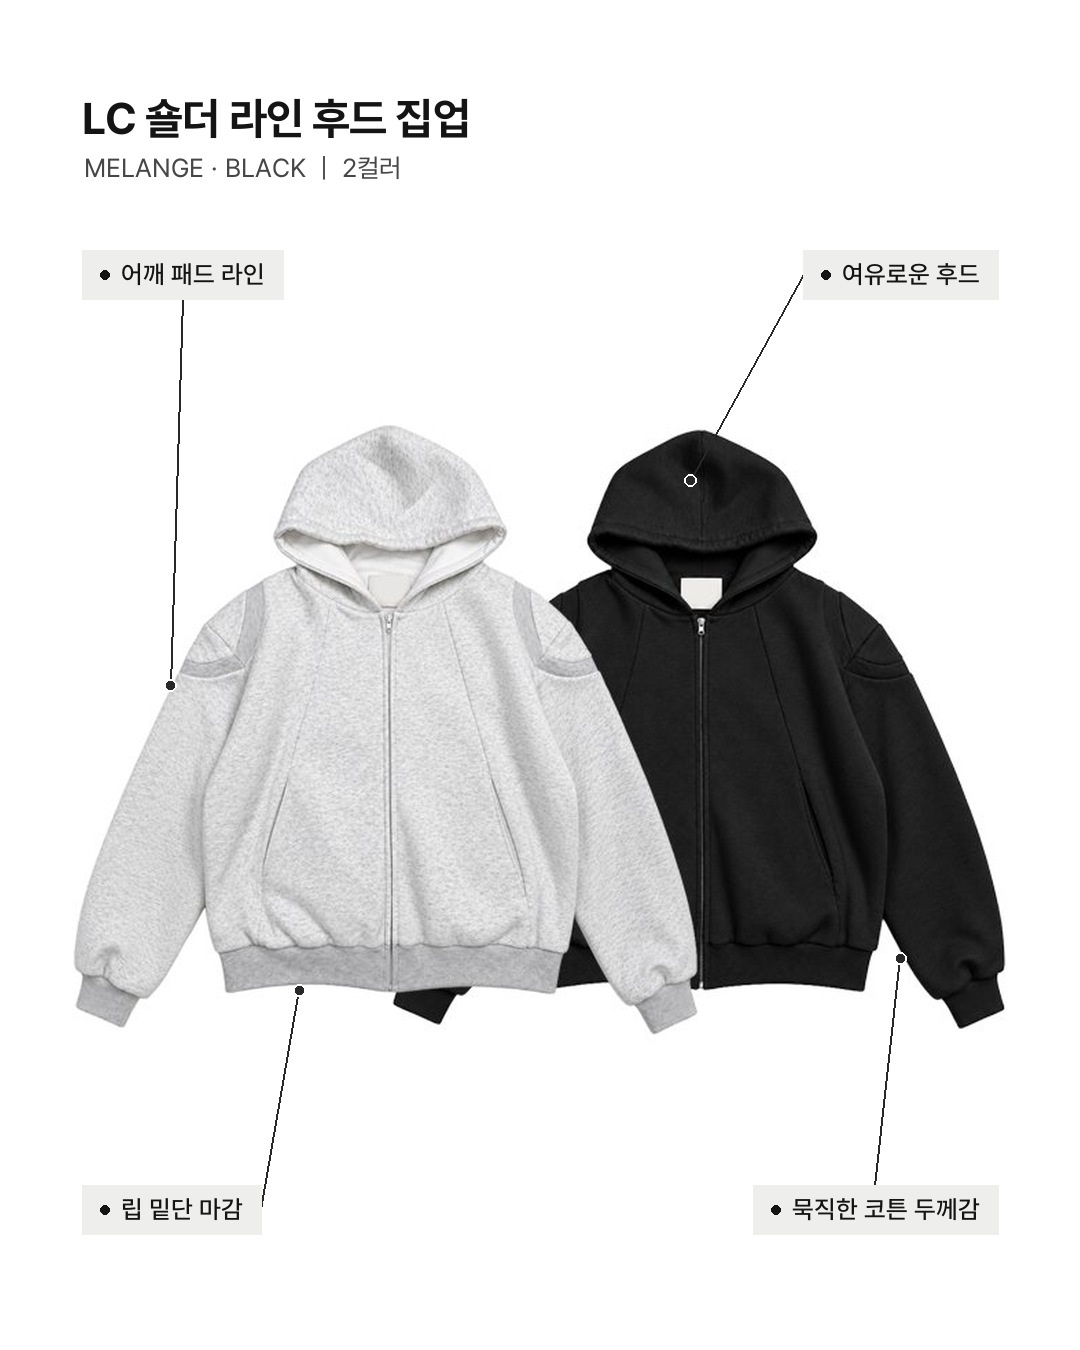 LC 숄더 라인 후드 집업
MELANGE · BLACK | 2컬러
• 어깨 패드 라인
• 여유로운 후드
• 립 밑단 마감
• 묵직한 코튼 두께감